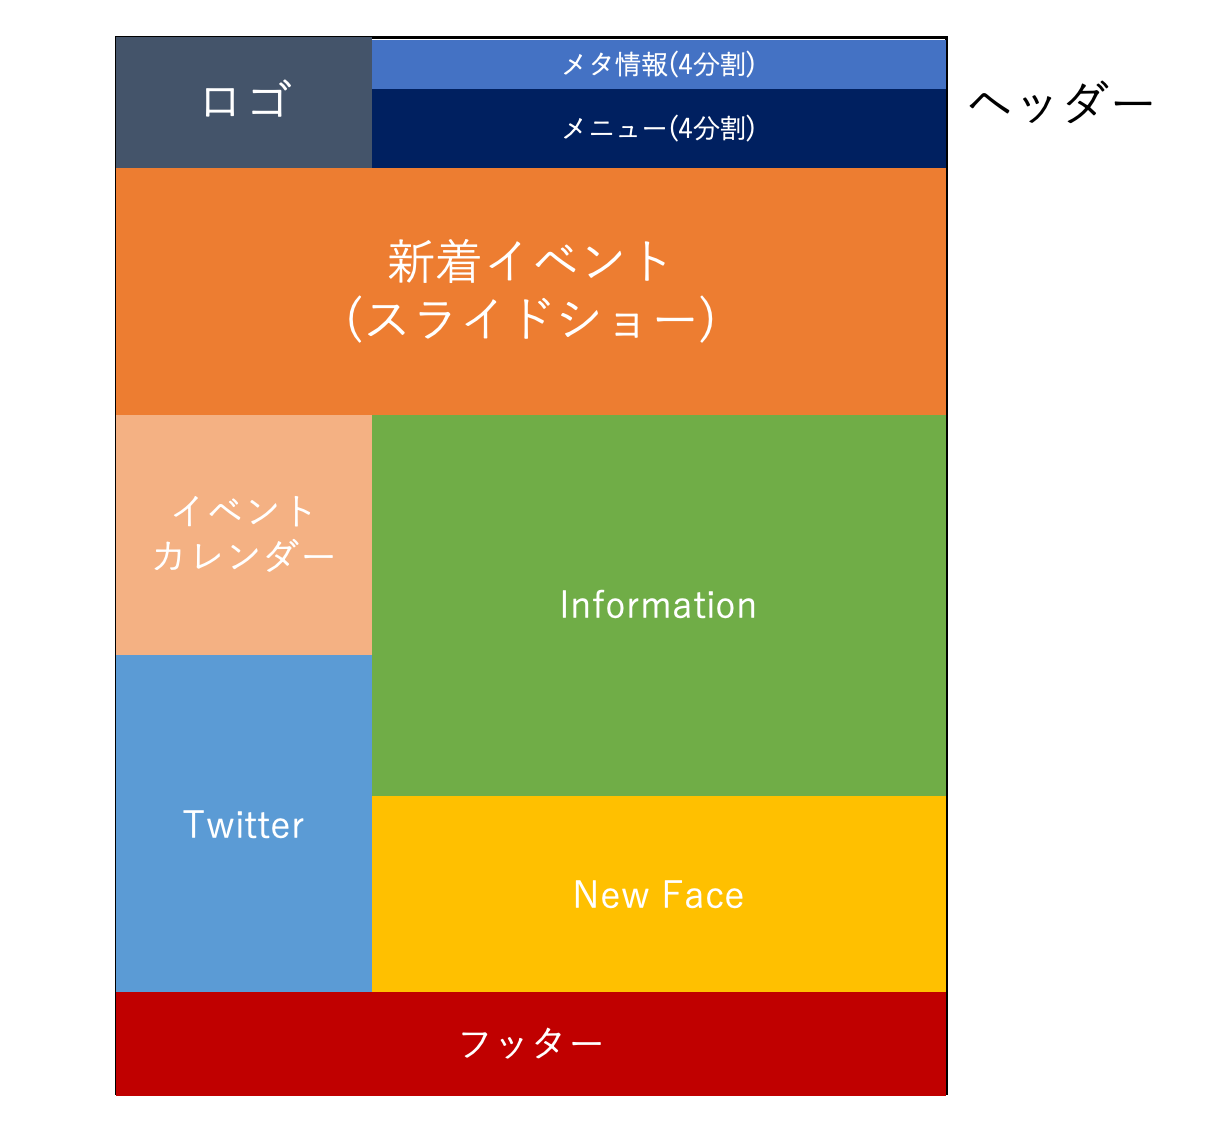 ロゴ
メタ情報(4分割)
メニュー(4分割)
ヘッダー
新着イベント
(スライドショー)
イベント
カレンダー
Information
Twitter
New Face
フッター